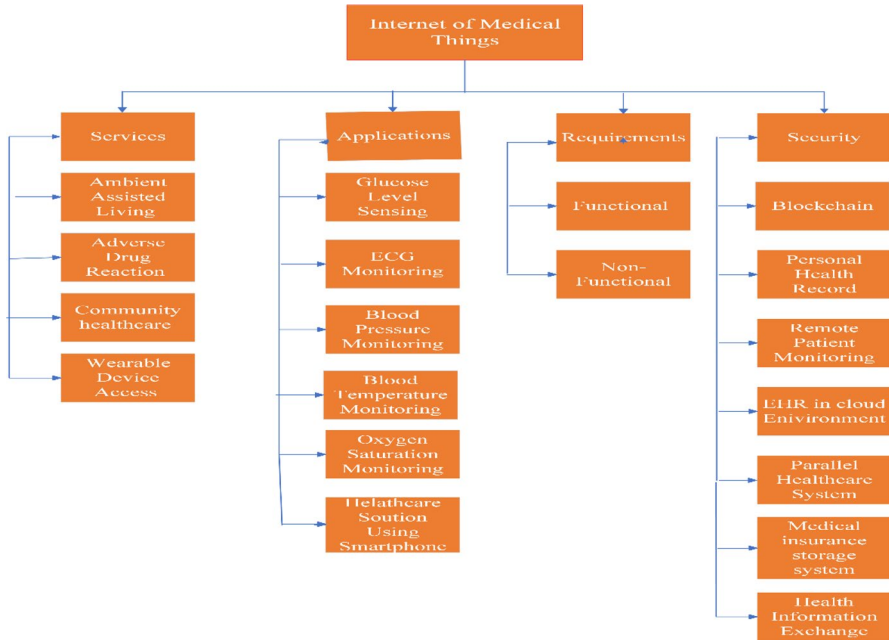 Internet of Medical
Things
Services
Applications
Requirements
Security
Ambient
Assisted
Living
Adverse
Drug
Reaction
Community
healthcare
Wearable
Device
Access
Glucose
Level
Sensing
ECG
Monitoring
Blood
Pressure
Monitoring
Blood
Temperature
Monitoring
Oxygen
Saturation
Monitoring
Helathcare
Soution
Using
Smartphone
Functional
Non-
Functional
Blockchain
Personal
Health
Record
Remote
Patient
Monitoring
EHR in cloud
Enivironment
Parallel
Healthcare
System
Medical
insurance
storage
system
Health
Information
Exchange